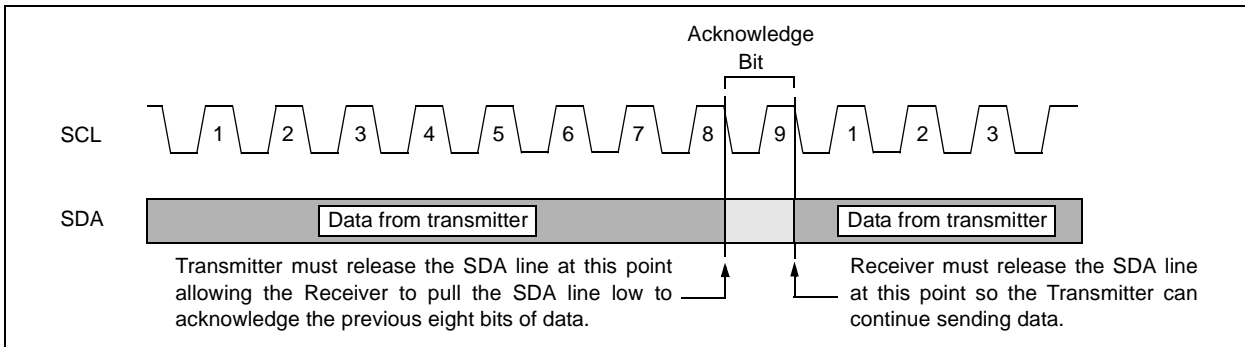 Acknowledge
Bit
SCL
1 2 3 4 5 6 7 8 9 1 2 3
SDA
Data from transmitter
Data from transmitter
Transmitter must release the SDA line at this point
allowing the Receiver to pull the SDA line low to
acknowledge the previous eight bits of data.
Receiver must release the SDA line
at this point so the Transmitter can
continue sending data.